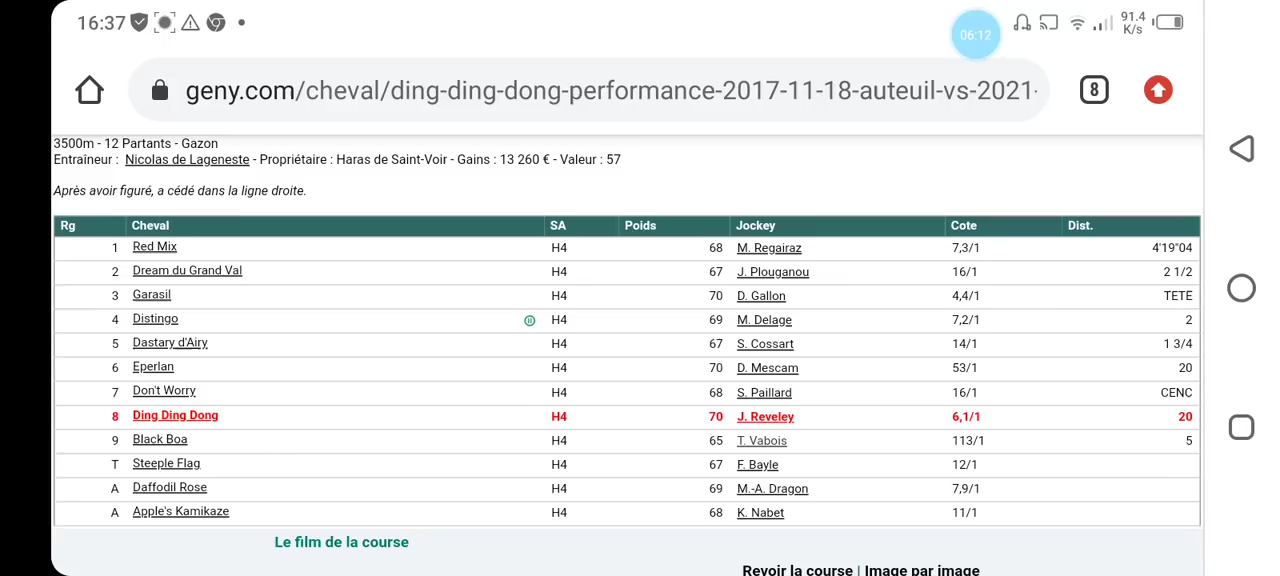 16:37
06:12
91.4
K/s
geny.com/cheval/ding-ding-dong-performance-2017-11-18-auteuil-vs-2021-
8
3500m - 12 Partants - Gazon
Entraîneur : Nicolas de Lageneste - Propriétaire : Haras de Saint-Voir - Gains : 13 260 € - Valeur : 57
Après avoir figuré, a cédé dans la ligne droite.
Rg Cheval SA Poids Jockey Cote Dist.
1 Red Mix H4 68 M. Regairaz 7,3/1 4'19"04
2 Dream du Grand Val H4 67 J. Plouganou 16/1 2 1/2
3 Garasil H4 70 D. Gallon 4,4/1 TETE
4 Distingo H4 69 M. Delage 7,2/1 2
5 Dastary d'Airy H4 67 S. Cossart 14/1 1 3/4
6 Eperlan H4 70 D. Mescam 53/1 20
7 Don't Worry H4 68 S. Paillard 16/1 CENC
8 Ding Ding Dong H4 70 J. Reveley 6,1/1 20
9 Black Boa H4 65 T. Vabois 113/1 5
T Steeple Flag H4 67 F. Bayle 12/1
A Daffodil Rose H4 69 M.-A. Dragon 7,9/1
A Apple's Kamikaze H4 68 K. Nabet 11/1
Le film de la course
Revoir la course | Image par image